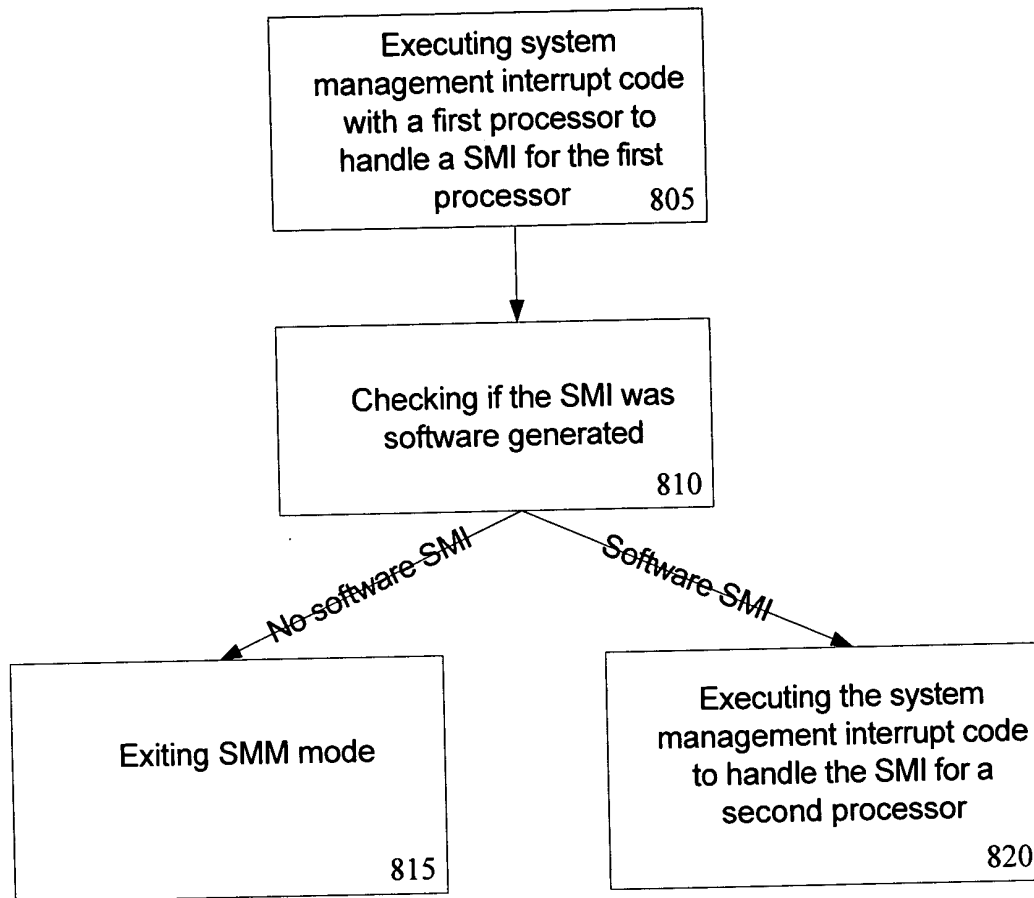 Executing system
management interrupt code
with a first processor to
handle a SMI for the first
processor
805
Checking if the SMI was
software generated
810
No software SMI
Software SMI
Exiting SMM mode
815
Executing the system
management interrupt code
to handle the SMI for a
second processor
820